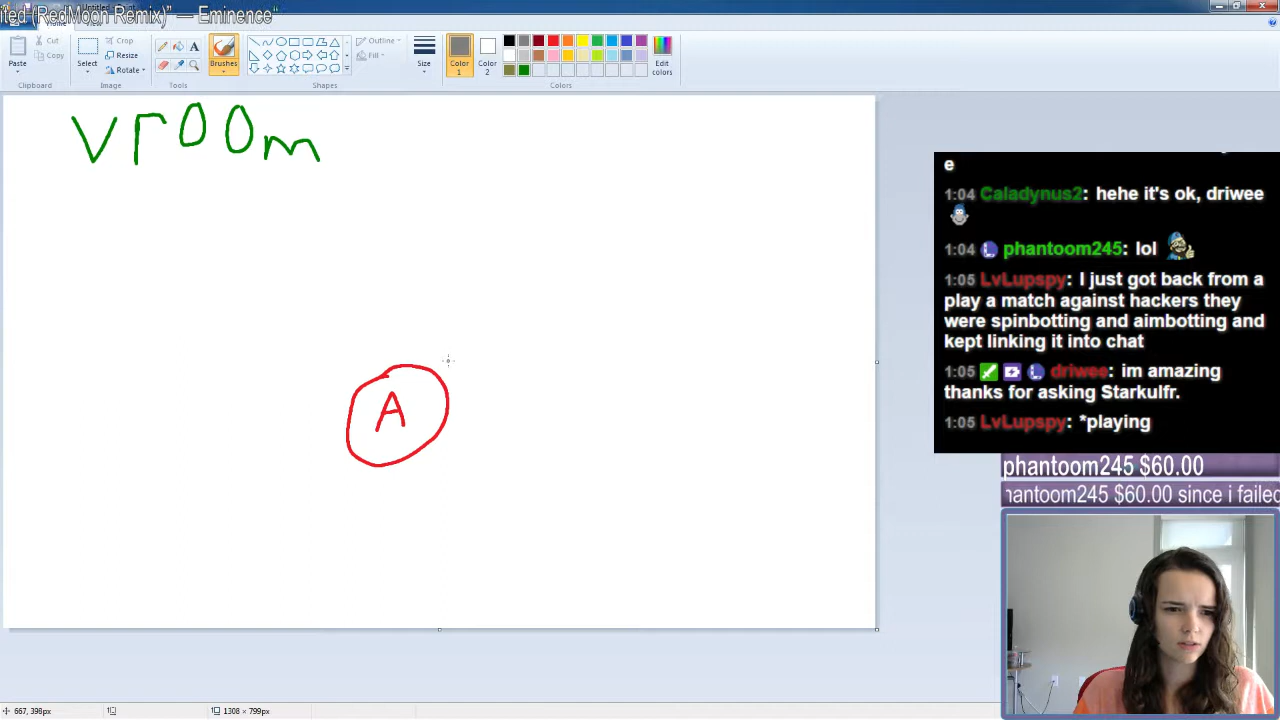 ited (RedMoon Remix)" — Eminence
Home
Paste
Cut
Copy
Clipboard
Select
Crop
Resize
Rotate
Image
A
Tools
Brushes
Outline
Fill
Shapes
Size
Color 1
Color 2
Edit colors
Colors
vroom
A
e
1:04 Caladynus2: hehe it's ok, driwee
1:04 phantoom245: lol
1:05 LvLupspy: I just got back from a
play a match against hackers they
were spinbotting and aimbotting and
kept linking it into chat
1:05 driwee: im amazing
thanks for asking Starkulfr.
1:05 LvLupspy: *playing
phantoom245 $60.00
hantoom245 $60.00 since i failed
667, 398px
1308 × 799px